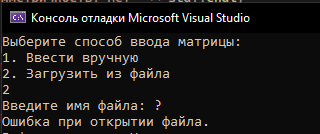 Консоль отладки Microsoft Visual Studio
Выберите способ ввода матрицы:
1. Ввести вручную
2. Загрузить из файла
2
Введите имя файла: ?
Ошибка при открытии файла.